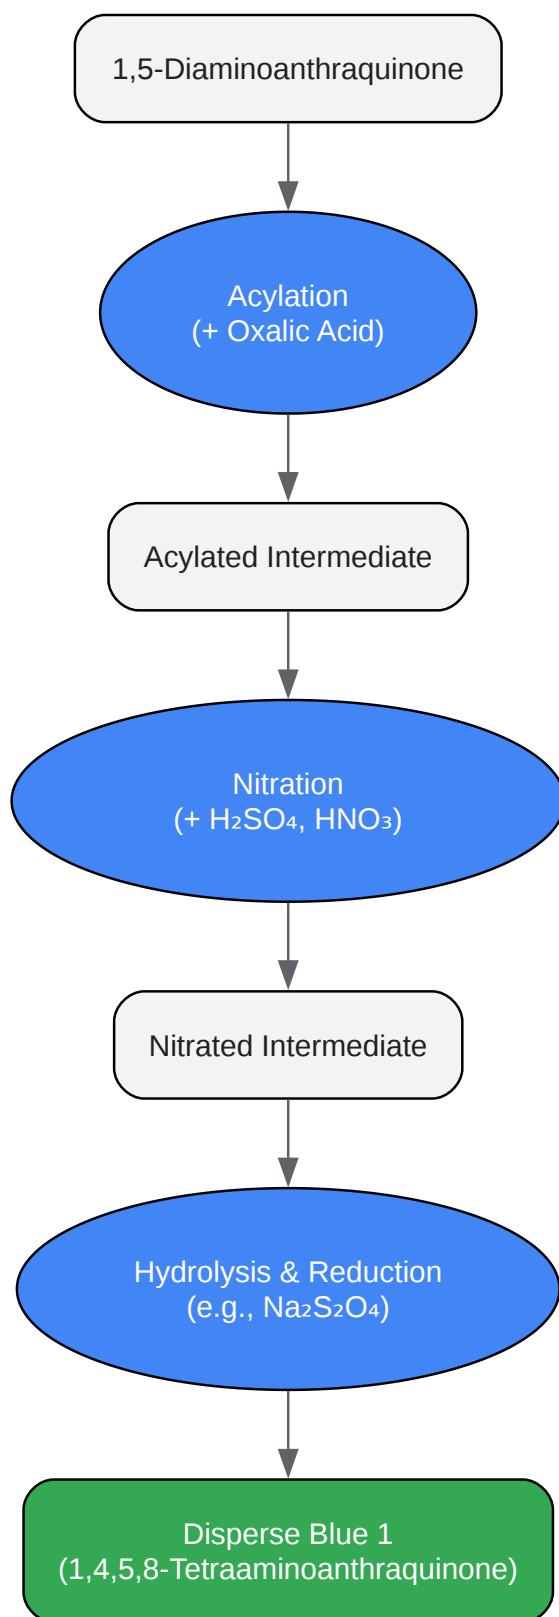 1,5-Diaminoanthraquinone
Acylation
(+ Oxalic Acid)
Acylated Intermediate
Nitration
(+ H₂SO₄, HNO₃)
Nitrated Intermediate
Hydrolysis & Reduction
(e.g., Na₂S₂O₄)
Disperse Blue 1
(1,4,5,8-Tetraaminoanthraquinone)